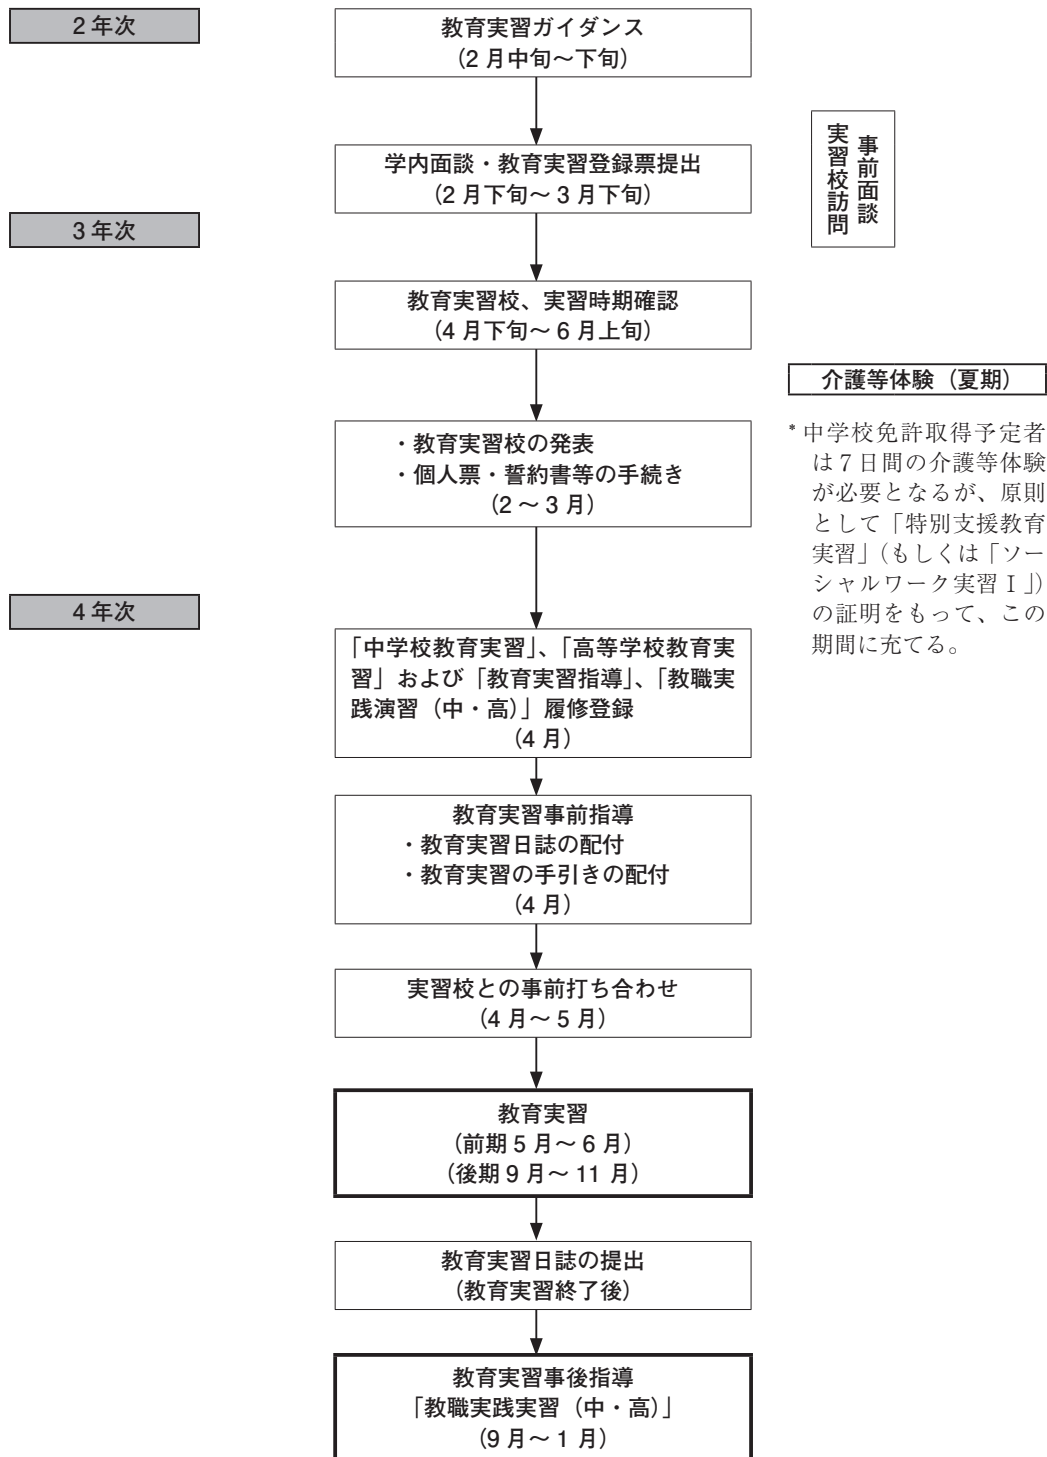 2年次
教育実習ガイダンス
(2月中旬～下旬)
事前面談
実習校訪問
学内面談・教育実習登録票提出
(2月下旬～3月下旬)
3年次
教育実習校、実習時期確認
(4月下旬～6月上旬)
介護等体験（夏期）
・教育実習校の発表
・個人票・誓約書等の手続き
(2～3月)
*中学校免許取得予定者
は7日間の介護等体験
が必要となるが、原則
として「特別支援教育
実習」(もしくは「ソー
シャルワーク実習Ⅰ」)
の証明をもって、この
期間に充てる。
4年次
「中学校教育実習」、「高等学校教育実
習」および「教育実習指導」、「教職実
践演習（中・高）」履修登録
(4月)
教育実習事前指導
・教育実習日誌の配付
・教育実習の手引きの配付
(4月)
実習校との事前打ち合わせ
(4月～5月)
教育実習
(前期5月～6月)
(後期9月～11月)
教育実習日誌の提出
(教育実習終了後)
教育実習事後指導
「教職実践実習（中・高）」
(9月～1月)